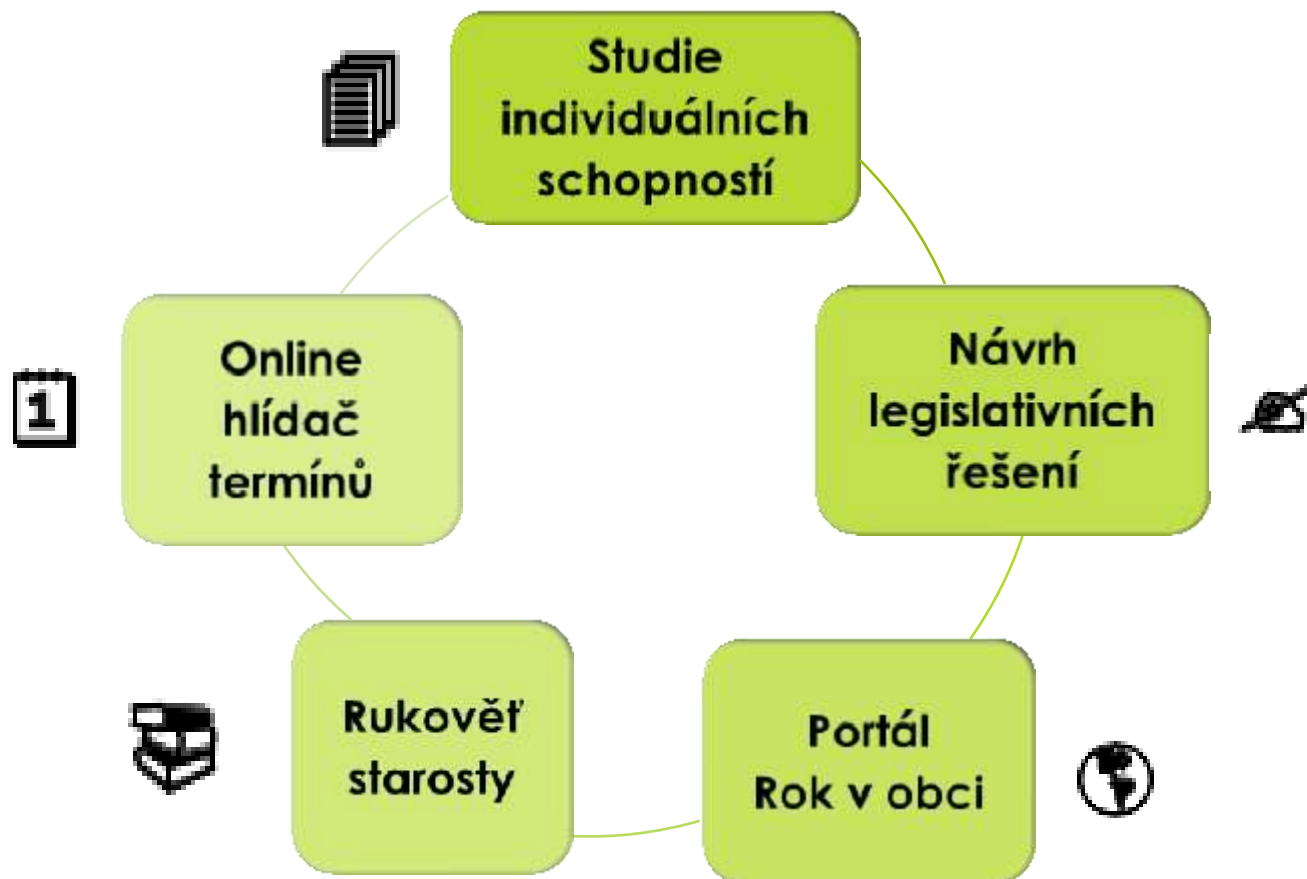 Studie
individuálních
schopností
Návrh
legislativních
řešení
Portál
Rok v obci
Rukověť
starosty
Online
hlídač
termínů
1